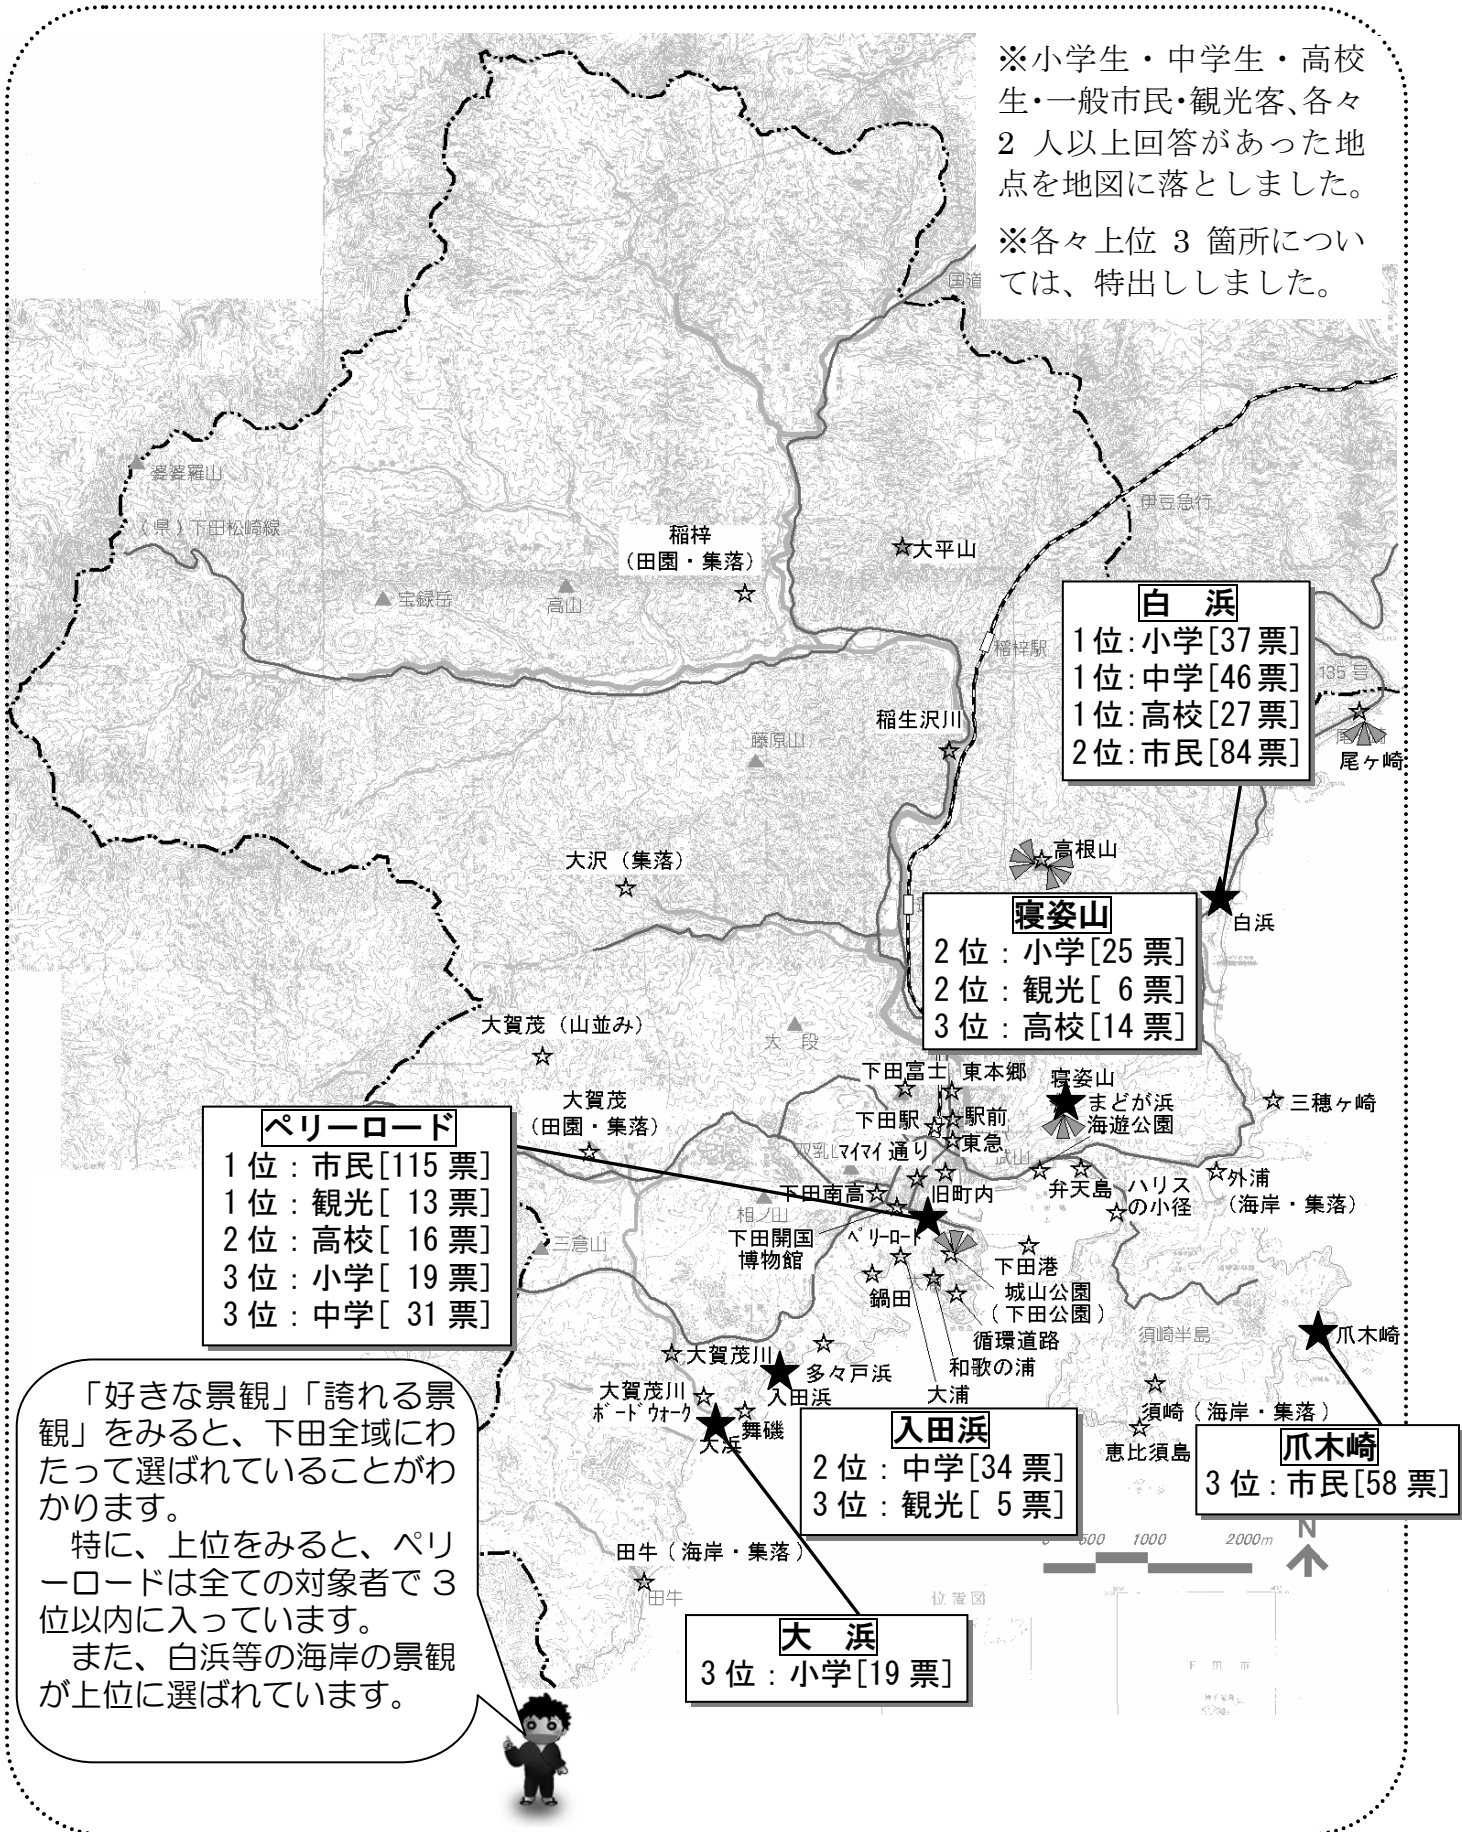 ※小学生・中学生・高校
生・一般市民・観光客、各々
2 人以上回答があった地
点を地図に落としました。
※各々上位 3 箇所につい
ては、特出ししました。
国道
婆婆羅山
(県)下田松崎線
伊豆急行
稲梓
(田園・集落)
大平山
宝録岳
高山
稲梓駅
白 浜
1位:小学[37票]
1位:中学[46票]
1位:高校[27票]
2位:市民[84票]
135号
尾ヶ崎
稲生沢川
藤原山
高根山
大沢(集落)
白浜
寝姿山
2位:小学[25票]
2位:観光[ 6票]
3位:高校[14票]
大賀茂(山並み)
大 段
下田富士
東本郷
寝姿山
まどが浜
海遊公園
三穂ヶ崎
大賀茂
(田園・集落)
下田駅
駅前
東急
マイマイ通り
武山
ペリーロード
1位:市民[115票]
1位:観光[ 13票]
2位:高校[ 16票]
3位:小学[ 19票]
3位:中学[ 31票]
下田南高
旧町内
弁天島
ハリス
の小径
外浦
(海岸・集落)
相ノ山
三倉山
下田開国
博物館
ペリーロード
下田港
城山公園
(下田公園)
鍋田
循環道路
和歌の浦
大浦
須崎半島
爪木崎
大賀茂川
多々戸浜
入田浜
大賀茂川
ボードウォーク
舞磯
大浜
須崎(海岸・集落)
恵比須島
入田浜
2位:中学[34票]
3位:観光[ 5票]
爪木崎
3位:市民[58票]
「好きな景観」「誇れる景
観」をみると、下田全域にわ
たって選ばれていることがわ
かります。
特に、上位をみると、ペリ
ーロードは全ての対象者で3
位以内に入っています。
また、白浜等の海岸の景観
が上位に選ばれています。
田牛(海岸・集落)
田牛
大 浜
3位:小学[19票]
0 500 1000 2000m
N
位置図
下田市